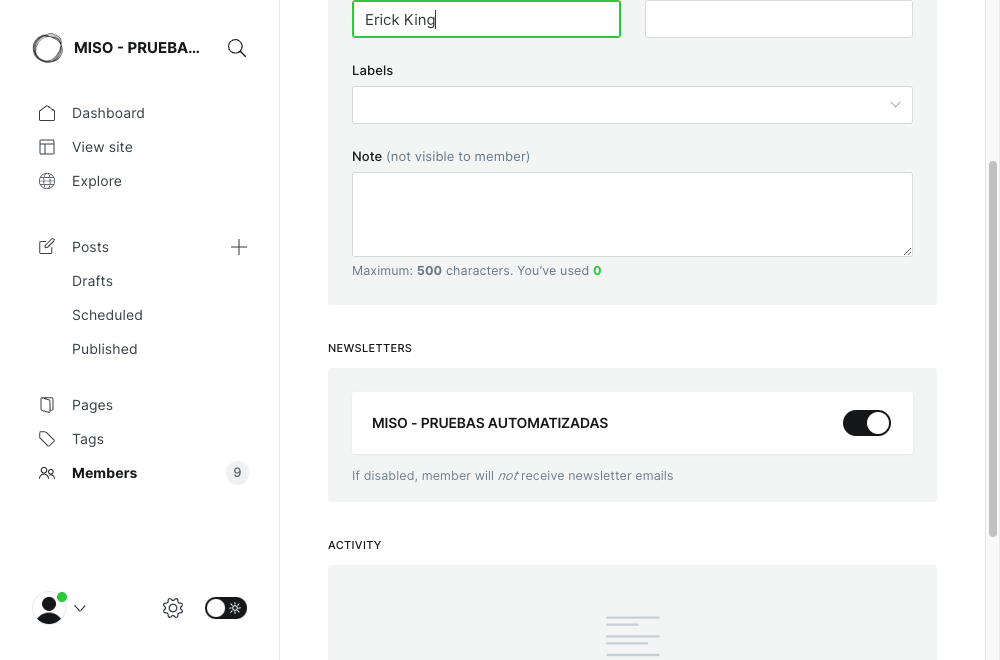 MISO - PRUEBA...
Dashboard
View site
Explore
Posts
Drafts
Scheduled
Published
Pages
Tags
Members
9
Erick King
Labels
Note (not visible to member)
Maximum: 500 characters. You've used 0
NEWSLETTERS
MISO - PRUEBAS AUTOMATIZADAS
If disabled, member will not receive newsletter emails
ACTIVITY